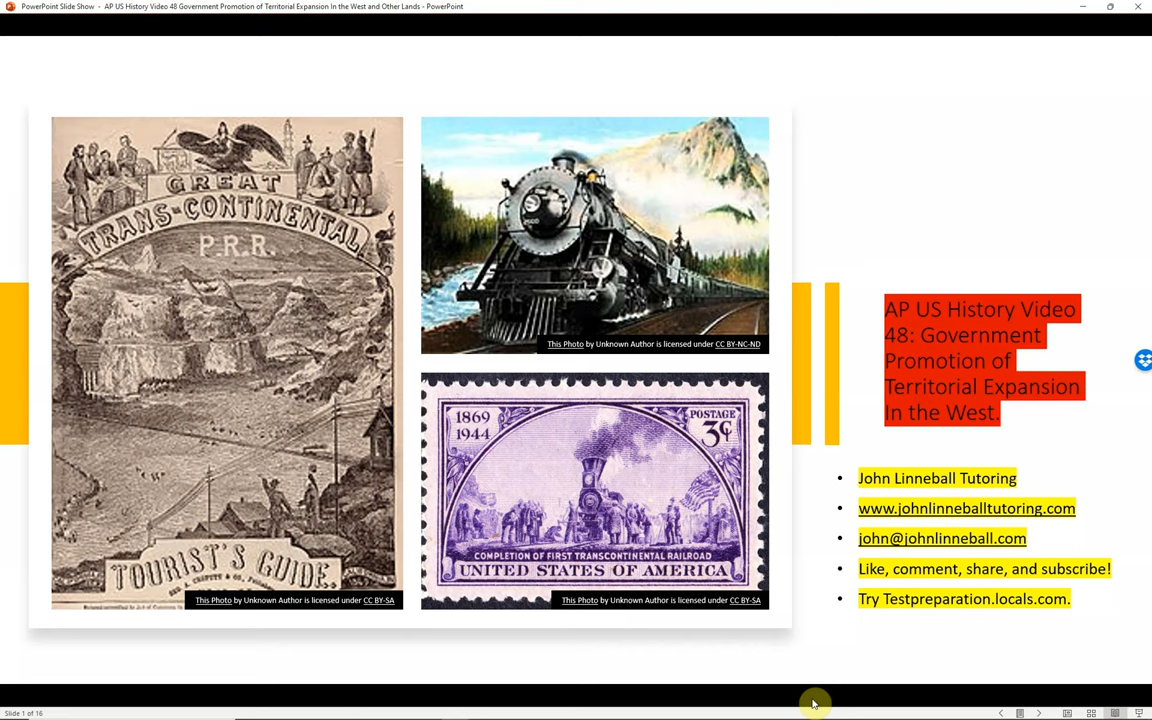 PowerPoint Slide Show - AP US History Video 48 Government Promotion of Territorial Expansion In the West and Other Lands - PowerPoint
GREAT
TRANS-CONTINENTAL
P.R.R.
TOURIST'S GUIDE.
This Photo by Unknown Author is licensed under CC BY-SA
2600
This Photo by Unknown Author is licensed under CC BY-NC-ND
1869
1944
POSTAGE
3¢
COMPLETION OF FIRST TRANSCONTINENTAL RAILROAD
UNITED STATES OF AMERICA
This Photo by Unknown Author is licensed under CC BY-SA
AP US History Video
48: Government
Promotion of
Territorial Expansion
In the West.
• John Linneball Tutoring
• www.johnlinneballtutoring.com
• john@johnlinneball.com
• Like, comment, share, and subscribe!
• Try Testpreparation.locals.com.
Slide 1 of 16